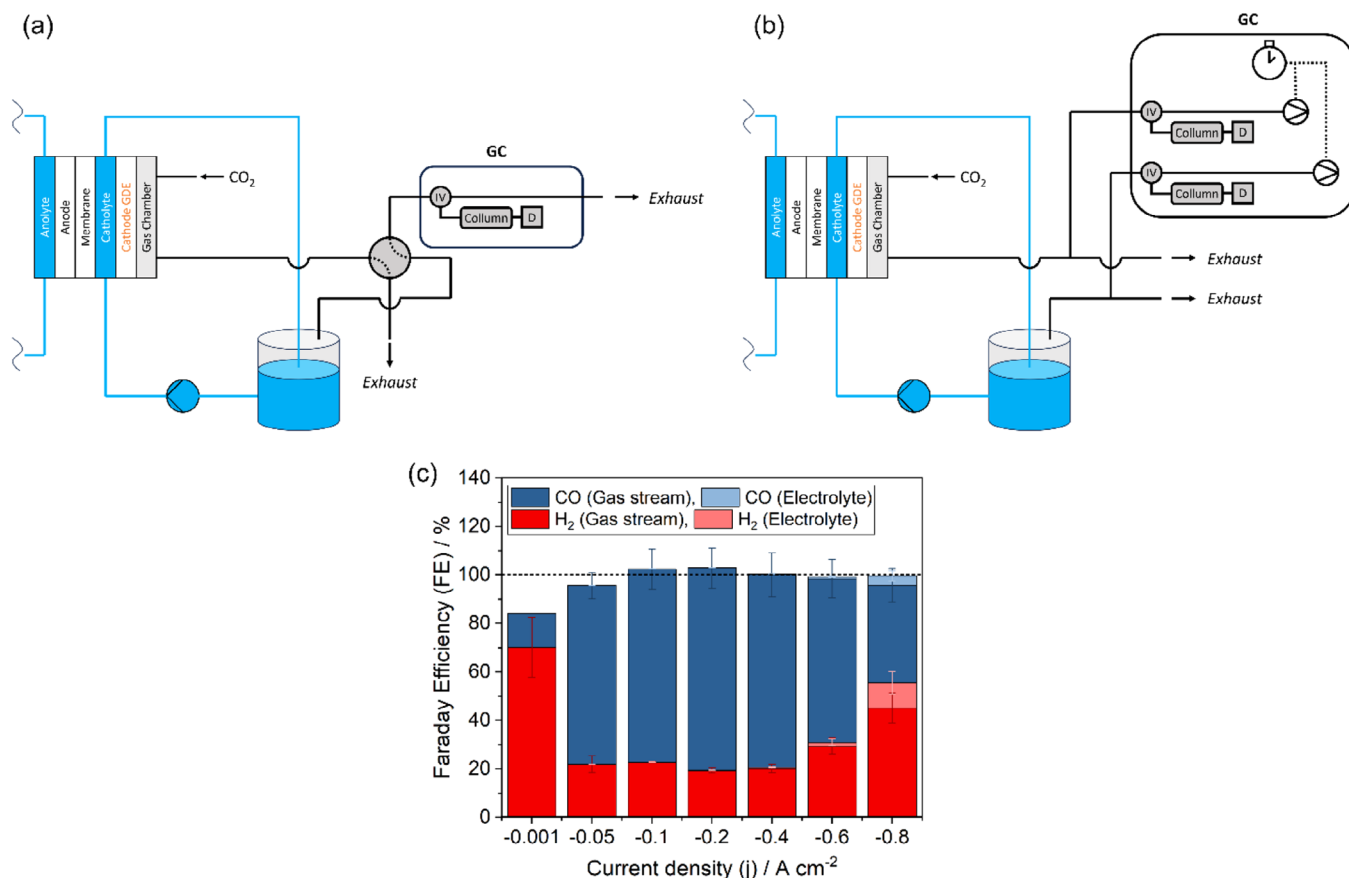 (a)
GC
IV
Collumn
D
Exhaust
CO2
Anolyte
Anode
Membrane
Catholyte
Cathode GDE
Gas Chamber
Exhaust
(b)
GC
IV
Collumn
D
IV
Collumn
D
CO2
Anolyte
Anode
Membrane
Catholyte
Cathode GDE
Gas Chamber
Exhaust
Exhaust
(c)
CO (Gas stream), CO (Electrolyte)
H2 (Gas stream), H2 (Electrolyte)
Faraday Efficiency (FE) / %
140
120
100
80
60
40
20
0
-0.001 -0.05 -0.1 -0.2 -0.4 -0.6 -0.8
Current density (j) / A cm-2